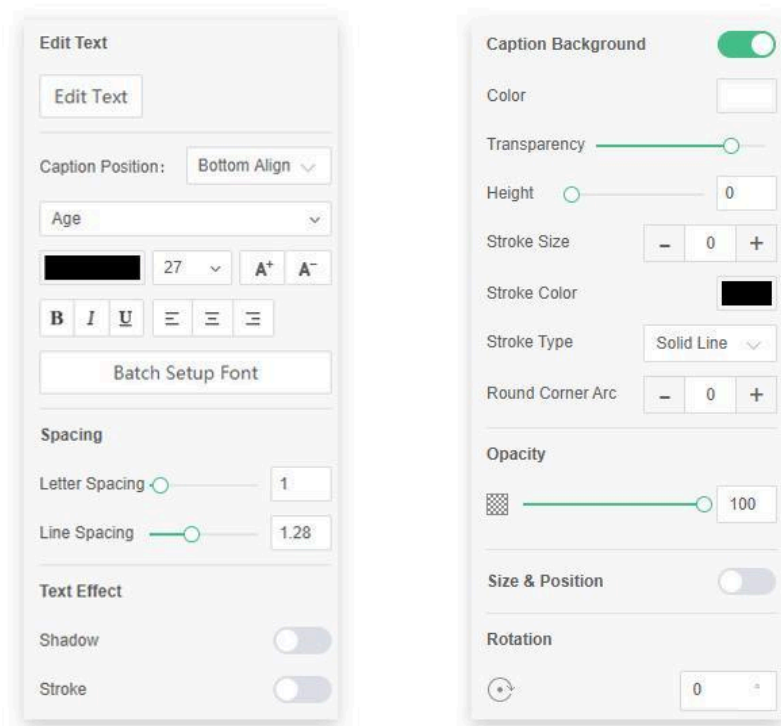 Edit Text
Edit Text
Caption Position: Bottom Align
Age
27 A+ A-
B I U
Batch Setup Font
Spacing
Letter Spacing 1
Line Spacing 1.28
Text Effect
Shadow
Stroke
Caption Background
Color
Transparency
Height 0
Stroke Size - 0 +
Stroke Color
Stroke Type Solid Line
Round Corner Arc - 0 +
Opacity
100
Size & Position
Rotation
0 °